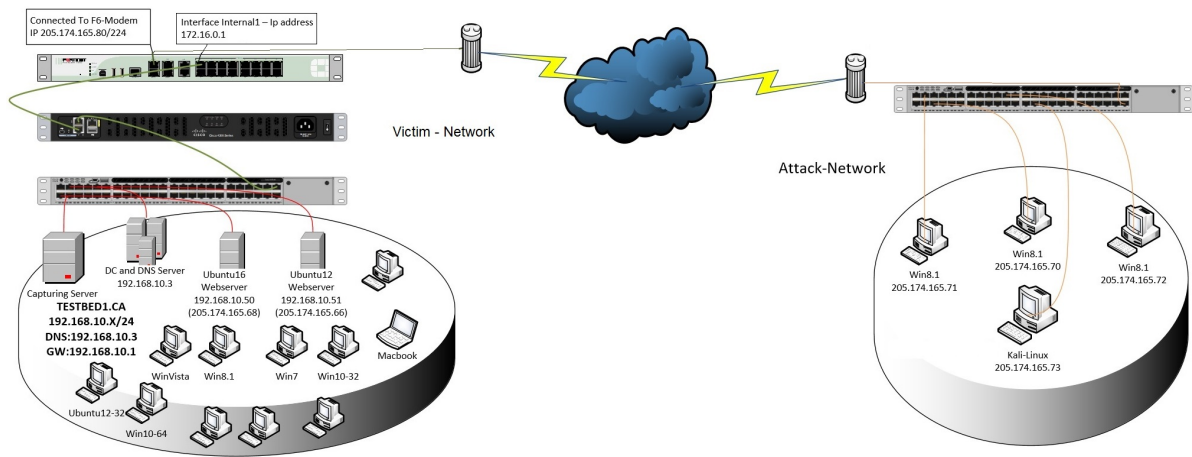 Connected To F6-Modem
IP 205.174.165.80/224
Interface Internal1 – Ip address
172.16.0.1
Victim - Network
Attack-Network
Capturing Server
DC and DNS Server
192.168.10.3
Ubuntu16
Webserver
192.168.10.50
(205.174.165.68)
Ubuntu12
Webserver
192.168.10.51
(205.174.165.66)
TESTBED1.CA
192.168.10.X/24
DNS:192.168.10.3
GW:192.168.10.1
WinVista
Win8.1
Win7
Win10-32
Macbook
Ubuntu12-32
Win10-64
Win8.1
205.174.165.71
Win8.1
205.174.165.70
Win8.1
205.174.165.72
Kali-Linux
205.174.165.73